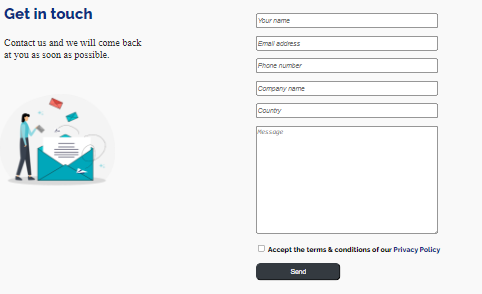 Get in touch
Contact us and we will come back
at you as soon as possible.
Your name
Email address
Phone number
Company name
Country
Message
Accept the terms & conditions of our Privacy Policy
Send